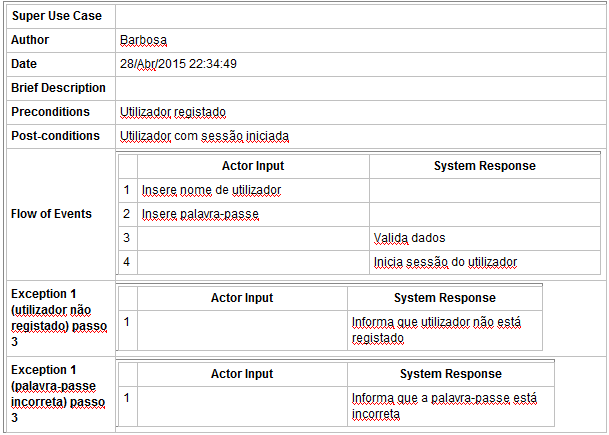 Super Use Case
Author Barbosa
Date 28/Abr/2015 22:34:49
Brief Description
Preconditions Utilizador registado
Post-conditions Utilizador com sessão iniciada
Flow of Events
Actor Input System Response
1 Insere nome de utilizador
2 Insere palavra-passe
3 Valida dados
4 Inicia sessão do utilizador
Exception 1
(utilizador não
registado) passo
3
Actor Input System Response
1 Informa que utilizador não está
registado
Exception 1
(palavra-passe
incorreta) passo
3
Actor Input System Response
1 Informa que a palavra-passe está
incorreta